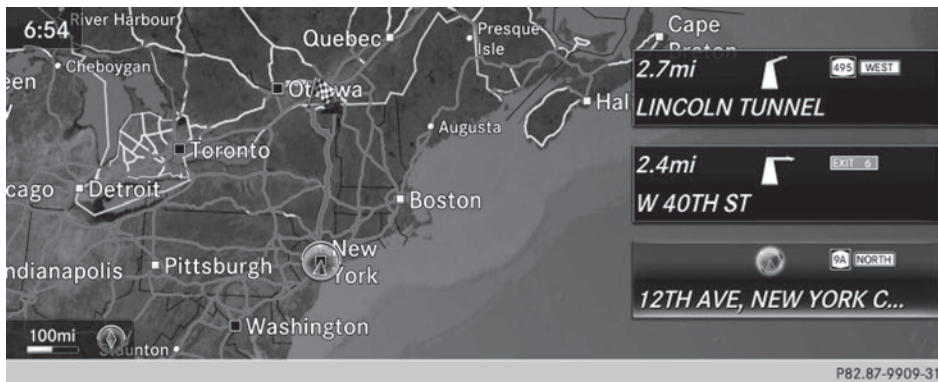 6:54
River Harbour
Quebec
Presque
Isle
Cape
Breton
Cheboygan
Ottawa
Hal
Augusta
Toronto
cago
Detroit
Boston
New
York
ndianapolis
Pittsburgh
Washington
100mi
Staunton
2.7mi
495 WEST
LINCOLN TUNNEL
2.4mi
EXIT 6
W 40TH ST
9A NORTH
12TH AVE, NEW YORK C...
P82.87-9909-31